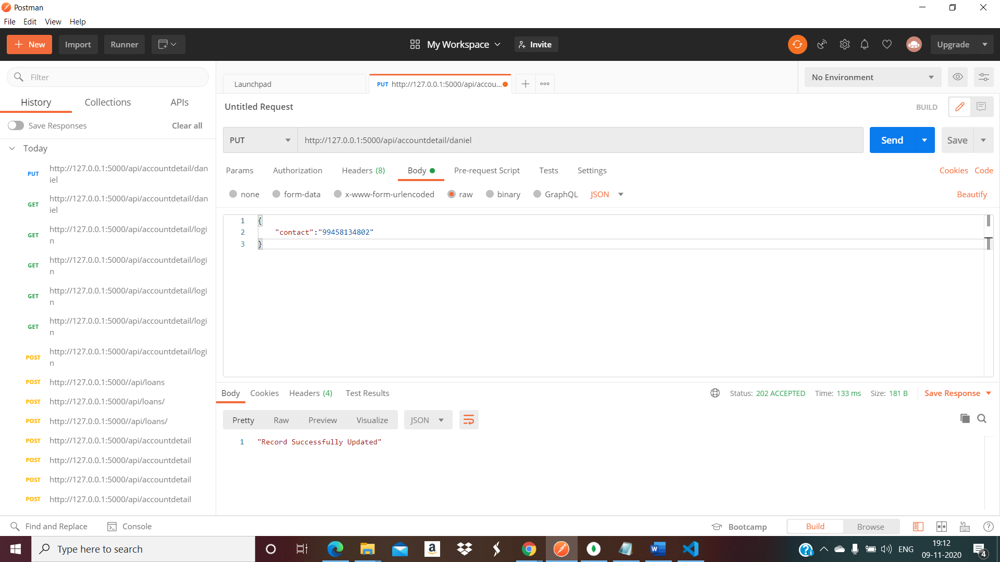 Postman
File Edit View Help
New Import Runner My Workspace Invite Upgrade
Filter
History Collections APIs
Save Responses Clear all
Today
PUT http://127.0.0.1:5000/api/accountdetail/dan
iel
GET http://127.0.0.1:5000/api/accountdetail/dan
iel
GET http://127.0.0.1:5000/api/accountdetail/logi
n
GET http://127.0.0.1:5000/api/accountdetail/logi
n
GET http://127.0.0.1:5000/api/accountdetail/logi
n
GET http://127.0.0.1:5000/api/accountdetail/logi
n
POST http://127.0.0.1:5000/api/accountdetail/logi
n
POST http://127.0.0.1:5000//api/loans
POST http://127.0.0.1:5000/api/loans/
POST http://127.0.0.1:5000//api/loans/
POST http://127.0.0.1:5000/api/accountdetail
POST http://127.0.0.1:5000/api/accountdetail
POST http://127.0.0.1:5000/api/accountdetail
POST http://127.0.0.1:5000/api/accountdetail
Launchpad PUT http://127.0.0.1:5000/api/accou... No Environment
Untitled Request BUILD
PUT http://127.0.0.1:5000/api/accountdetail/daniel Send Save
Params Authorization Headers (8) Body Pre-request Script Tests Settings Cookies Code
none form-data x-www-form-urlencoded raw binary GraphQL JSON Beautify
1 {
2 "contact":"99458134802"
3 }
Body Cookies Headers (4) Test Results Status: 202 ACCEPTED Time: 133 ms Size: 181 B Save Response
Pretty Raw Preview Visualize JSON
1 "Record Successfully Updated"
Find and Replace Console Bootcamp Build Browse
Type here to search ENG 19:12
09-11-2020 4